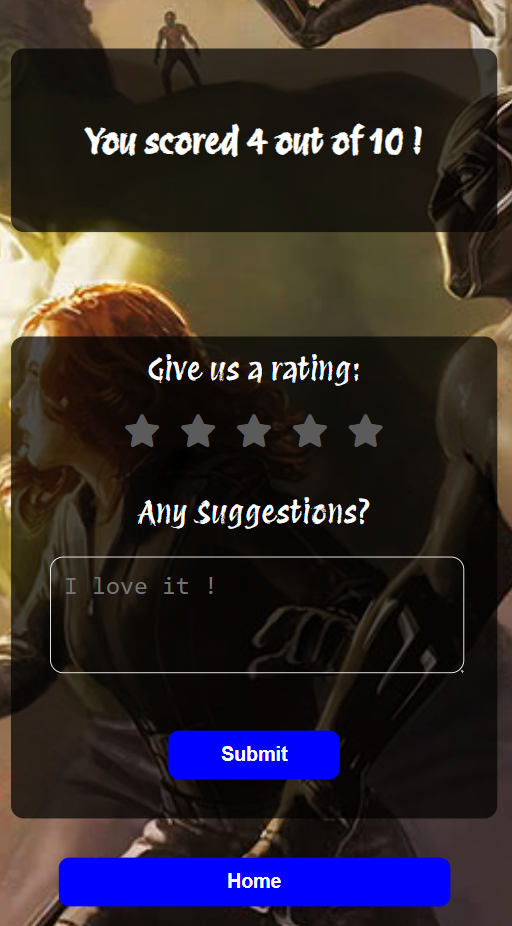 You scored 4 out of 10 !
Give us a rating:
Any Suggestions?
I love it !
Submit
Home